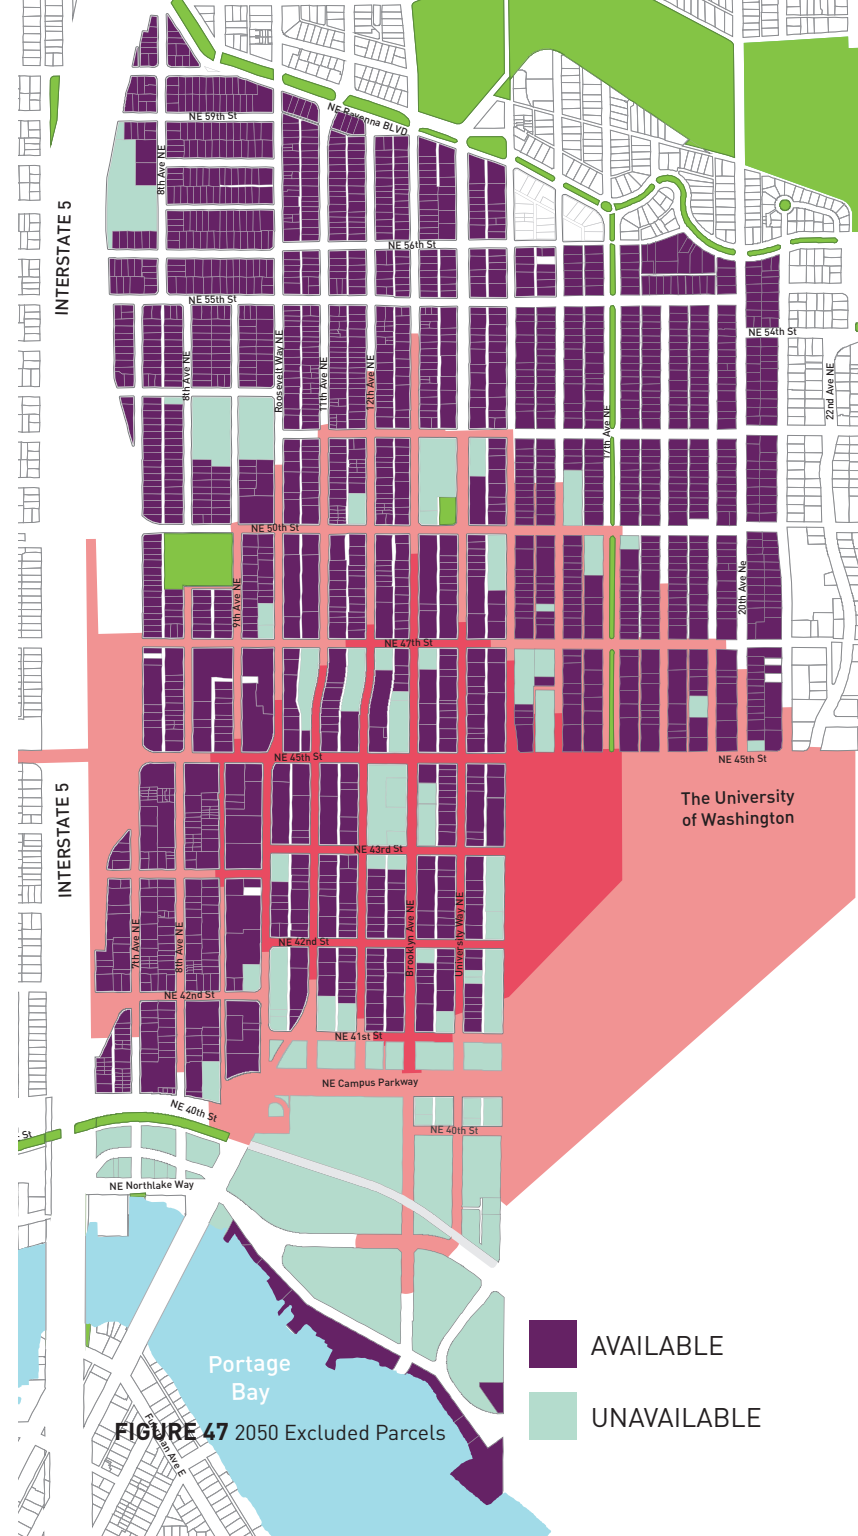 NE Ravenna BLVD
NE 59th St
8th Ave NE
INTERSTATE 5
NE 56th St
NE 55th St
NE 54th St
8th Ave NE
Roosevelt Way NE
11th Ave NE
12th Ave NE
17th Ave NE
22nd Ave NE
NE 50th St
9th Ave NE
20th Ave Ne
NE 47th St
NE 45th St
NE 45th St
INTERSTATE 5
The University
of Washington
NE 43rd St
7th Ave NE
8th Ave NE
Brooklyn Ave NE
University Way NE
NE 42nd St
NE 42nd St
NE 41st St
NE Campus Parkway
NE 40th St
NE 40th St
St
NE Northlake Way
Portage
Bay
AVAILABLE
UNAVAILABLE
FIGURE 47 2050 Excluded Parcels
Ave E